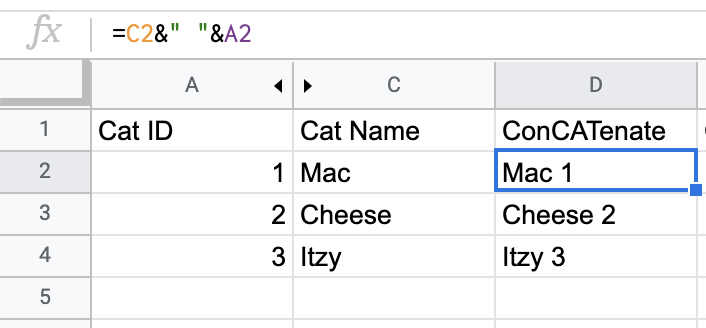 fx =C2&" "&A2
A C D
1 Cat ID Cat Name ConCATenate
2 1 Mac Mac 1
3 2 Cheese Cheese 2
4 3 Itzy Itzy 3
5